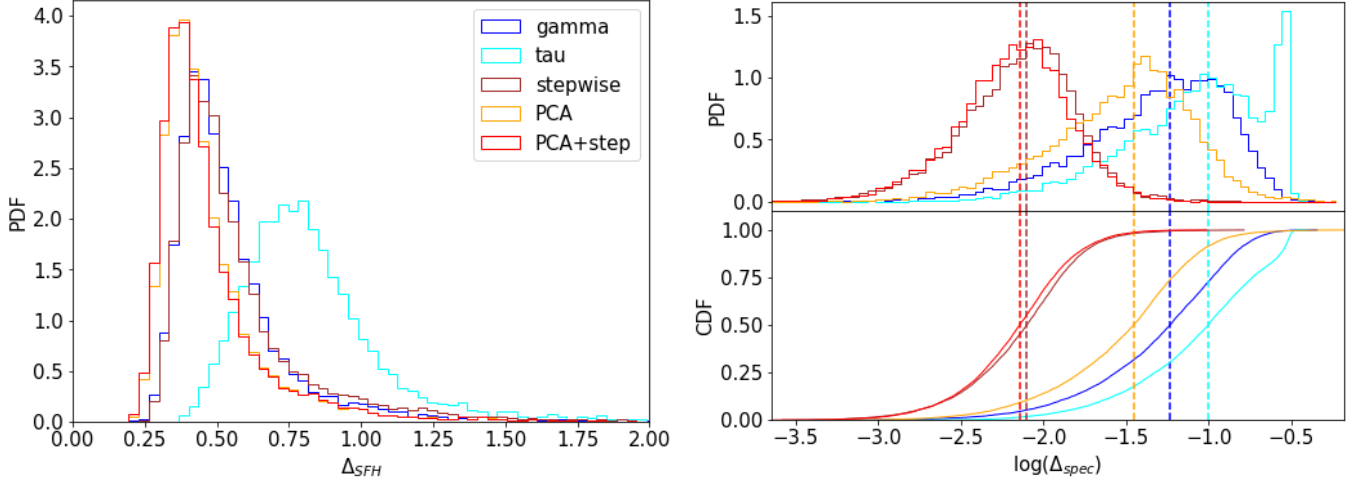 4.0
3.5
3.0
2.5
2.0
1.5
1.0
0.5
0.0
PDF
0.00 0.25 0.50 0.75 1.00 1.25 1.50 1.75 2.00
Δ_SFH
gamma
tau
stepwise
PCA
PCA+step
1.5
1.0
0.5
0.0
PDF
1.00
0.75
0.50
0.25
0.00
CDF
−3.5 −3.0 −2.5 −2.0 −1.5 −1.0 −0.5
log(Δ_spec)